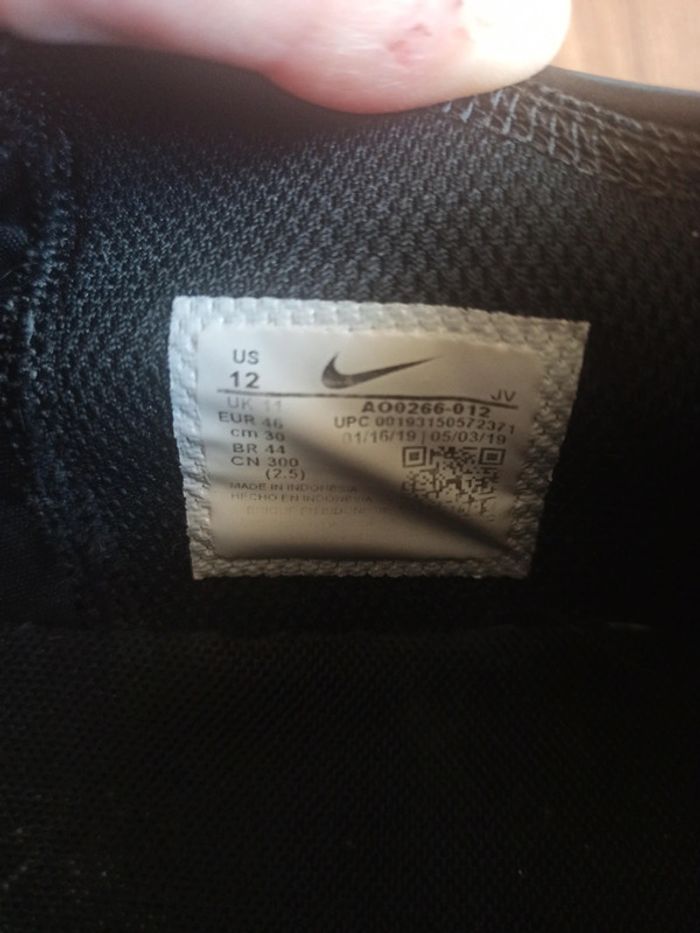 US
12
JV
UK 11
AO0266-012
EUR 46
UPC 00193150572371
cm 30
01/16/19 | 05/03/19
BR 44
CN 300
(2.5)
MADE IN INDONESIA
HECHO EN INDONESIA